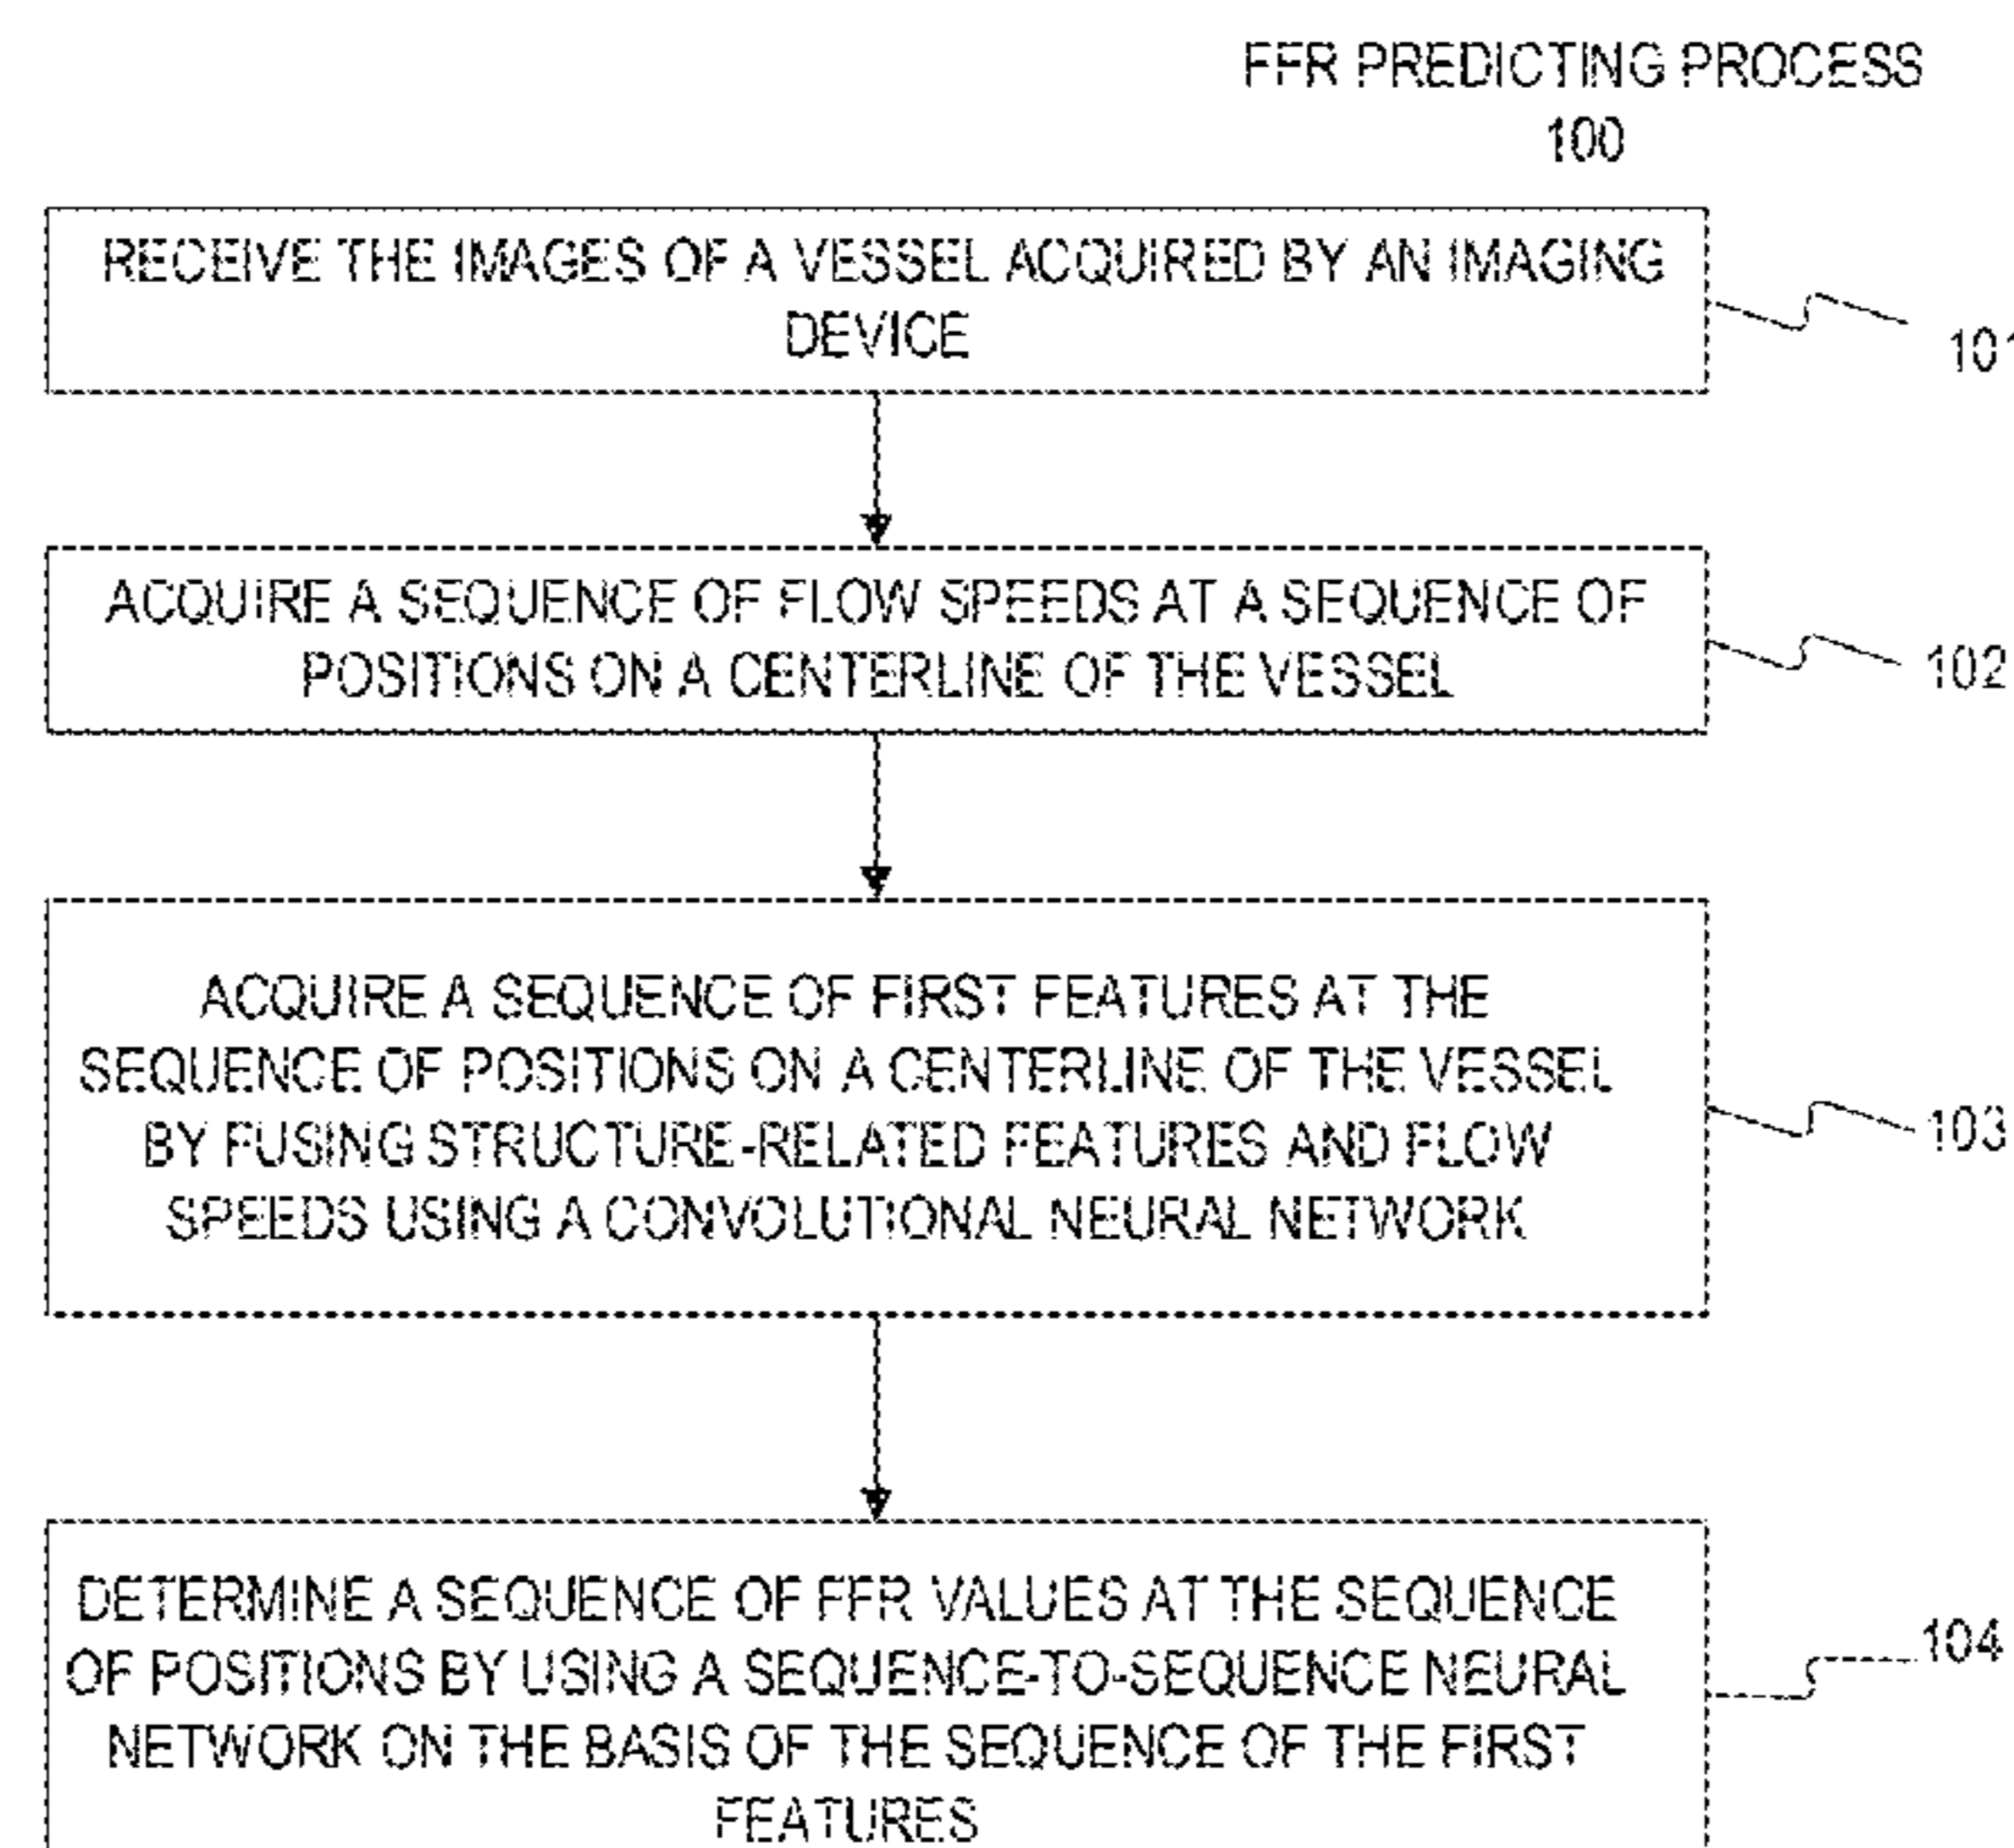 FFR PREDICTING PROCESS
100
RECEIVE THE IMAGES OF A VESSEL ACQUIRED BY AN IMAGING
DEVICE
101
ACQUIRE A SEQUENCE OF FLOW SPEEDS AT A SEQUENCE OF
POSITIONS ON A CENTERLINE OF THE VESSEL
102
ACQUIRE A SEQUENCE OF FIRST FEATURES AT THE
SEQUENCE OF POSITIONS ON A CENTERLINE OF THE VESSEL
BY FUSING STRUCTURE-RELATED FEATURES AND FLOW
SPEEDS USING A CONVOLUTIONAL NEURAL NETWORK
103
DETERMINE A SEQUENCE OF FFR VALUES AT THE SEQUENCE
OF POSITIONS BY USING A SEQUENCE-TO-SEQUENCE NEURAL
NETWORK ON THE BASIS OF THE SEQUENCE OF THE FIRST
FEATURES
104